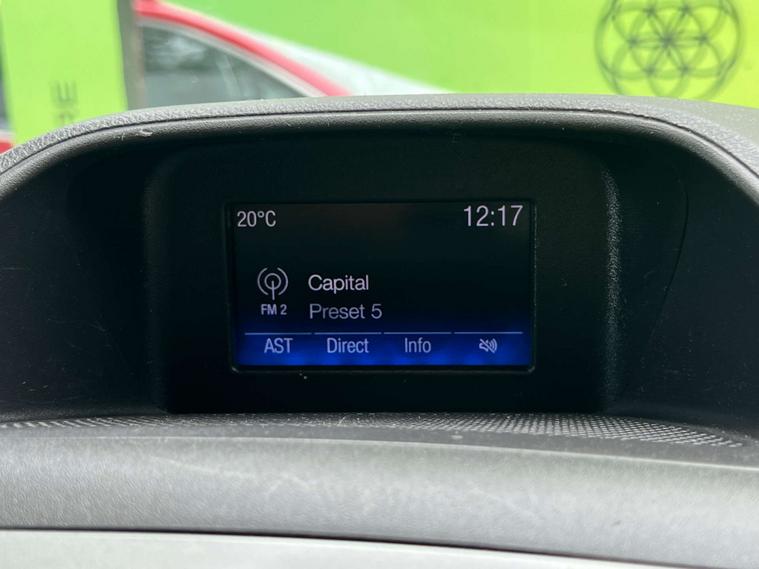 20°C 12:17
Capital
FM 2 Preset 5
AST Direct Info